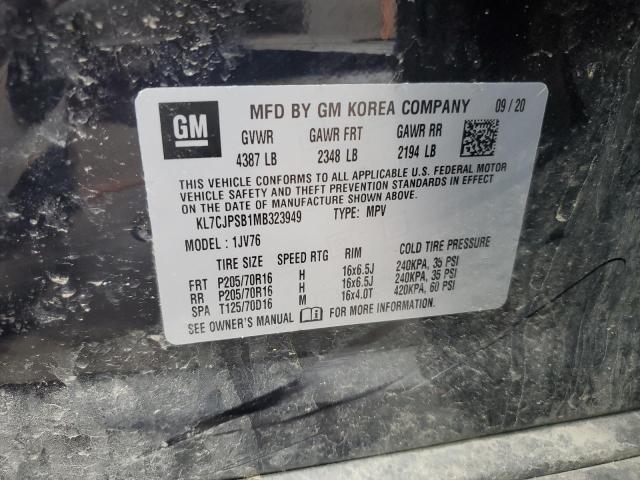 GM
MFD BY GM KOREA COMPANY 09/20
GVWR GAWR FRT GAWR RR
4387 LB 2348 LB 2194 LB
THIS VEHICLE CONFORMS TO ALL APPLICABLE U.S. FEDERAL MOTOR
VEHICLE SAFETY AND THEFT PREVENTION STANDARDS IN EFFECT
ON THE DATE OF MANUFACTURE SHOWN ABOVE.
KL7CJPSB1MB323949 TYPE: MPV
MODEL: 1JV76
TIRE SIZE SPEED RTG RIM COLD TIRE PRESSURE
FRT P205/70R16 H 16x6.5J 240KPA, 35 PSI
RR P205/70R16 H 16x6.5J 240KPA, 35 PSI
SPA T125/70D16 M 16x4.0T 420KPA, 60 PSI
SEE OWNER'S MANUAL FOR MORE INFORMATION.